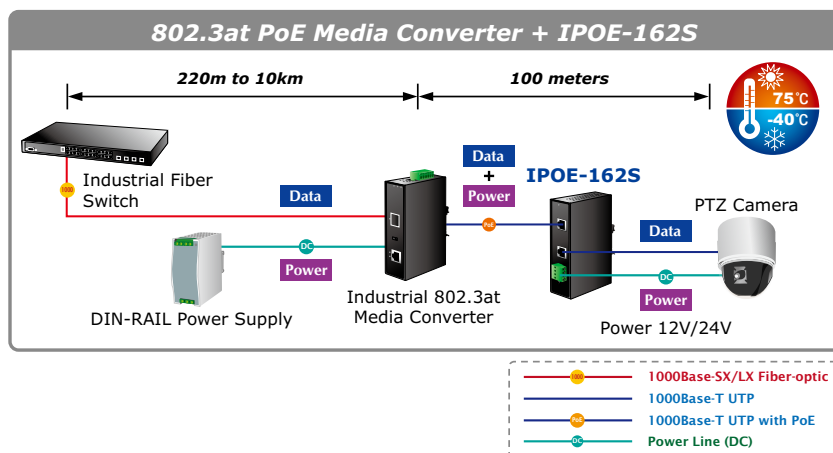 802.3at PoE Media Converter + IPOE-162S
220m to 10km
100 meters
75°C
-40°C
Industrial Fiber
Switch
1000
Data
Data
+
Power
IPOE-162S
PTZ Camera
PoE
Data
DC
Power
DC
Power
DIN-RAIL Power Supply
Industrial 802.3at
Media Converter
Power 12V/24V
1000
1000Base-SX/LX Fiber-optic
1000Base-T UTP
PoE
1000Base-T UTP with PoE
DC
Power Line (DC)